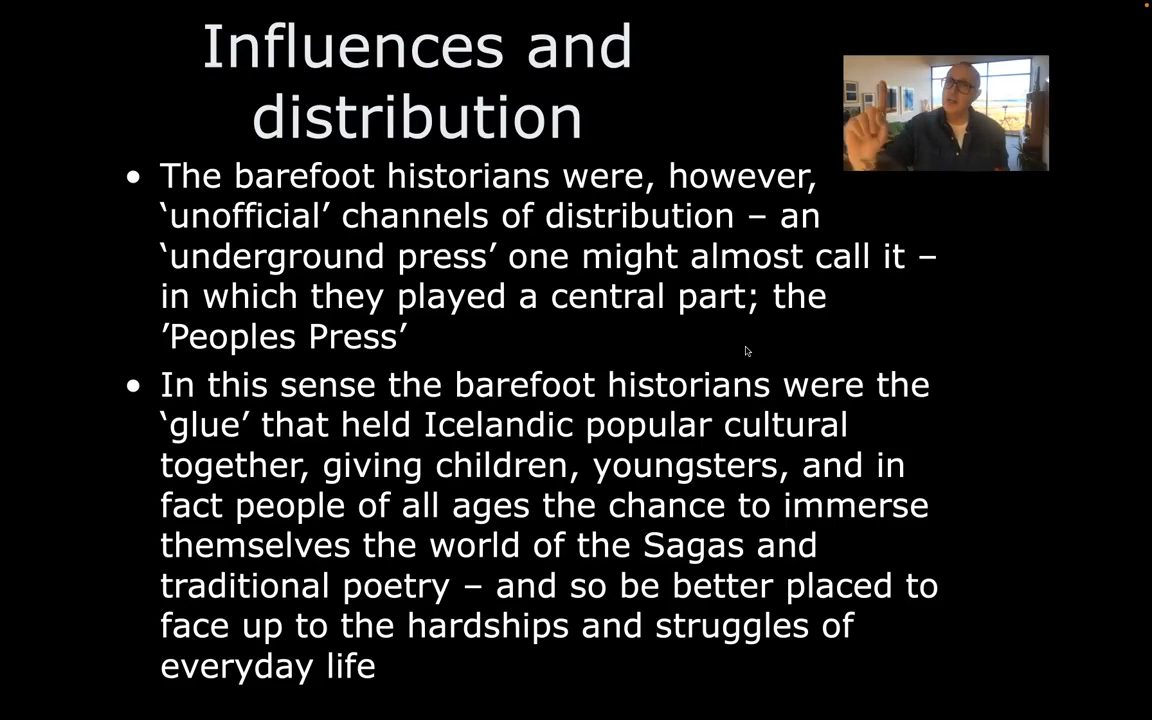 Influences and
distribution
• The barefoot historians were, however,
‘unofficial’ channels of distribution – an
‘underground press’ one might almost call it –
in which they played a central part; the
’Peoples Press’
• In this sense the barefoot historians were the
‘glue’ that held Icelandic popular cultural
together, giving children, youngsters, and in
fact people of all ages the chance to immerse
themselves the world of the Sagas and
traditional poetry – and so be better placed to
face up to the hardships and struggles of
everyday life